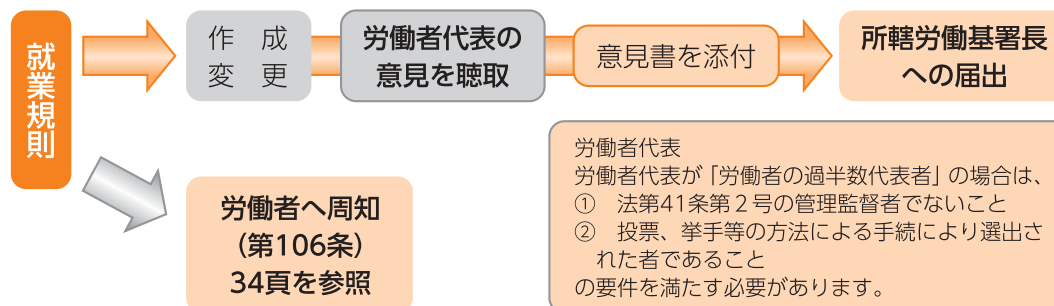 就業規則
作　成
変　更
労働者代表の
意見を聴取
意見書を添付
所轄労働基署長
への届出
労働者へ周知
(第106条)
34頁を参照
労働者代表
労働者代表が「労働者の過半数代表者」の場合は、
①　法第41条第２号の管理監督者でないこと
②　投票、挙手等の方法による手続により選出さ
れた者であること
の要件を満たす必要があります。